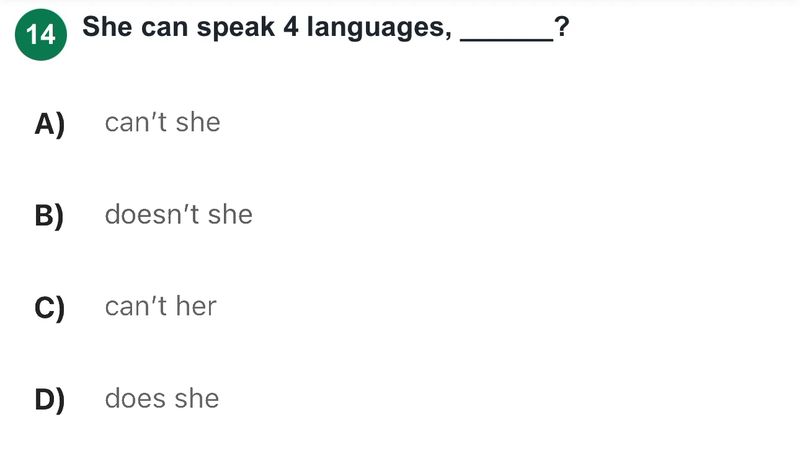 14 She can speak 4 languages, ______?
A) can't she
B) doesn't she
C) can't her
D) does she